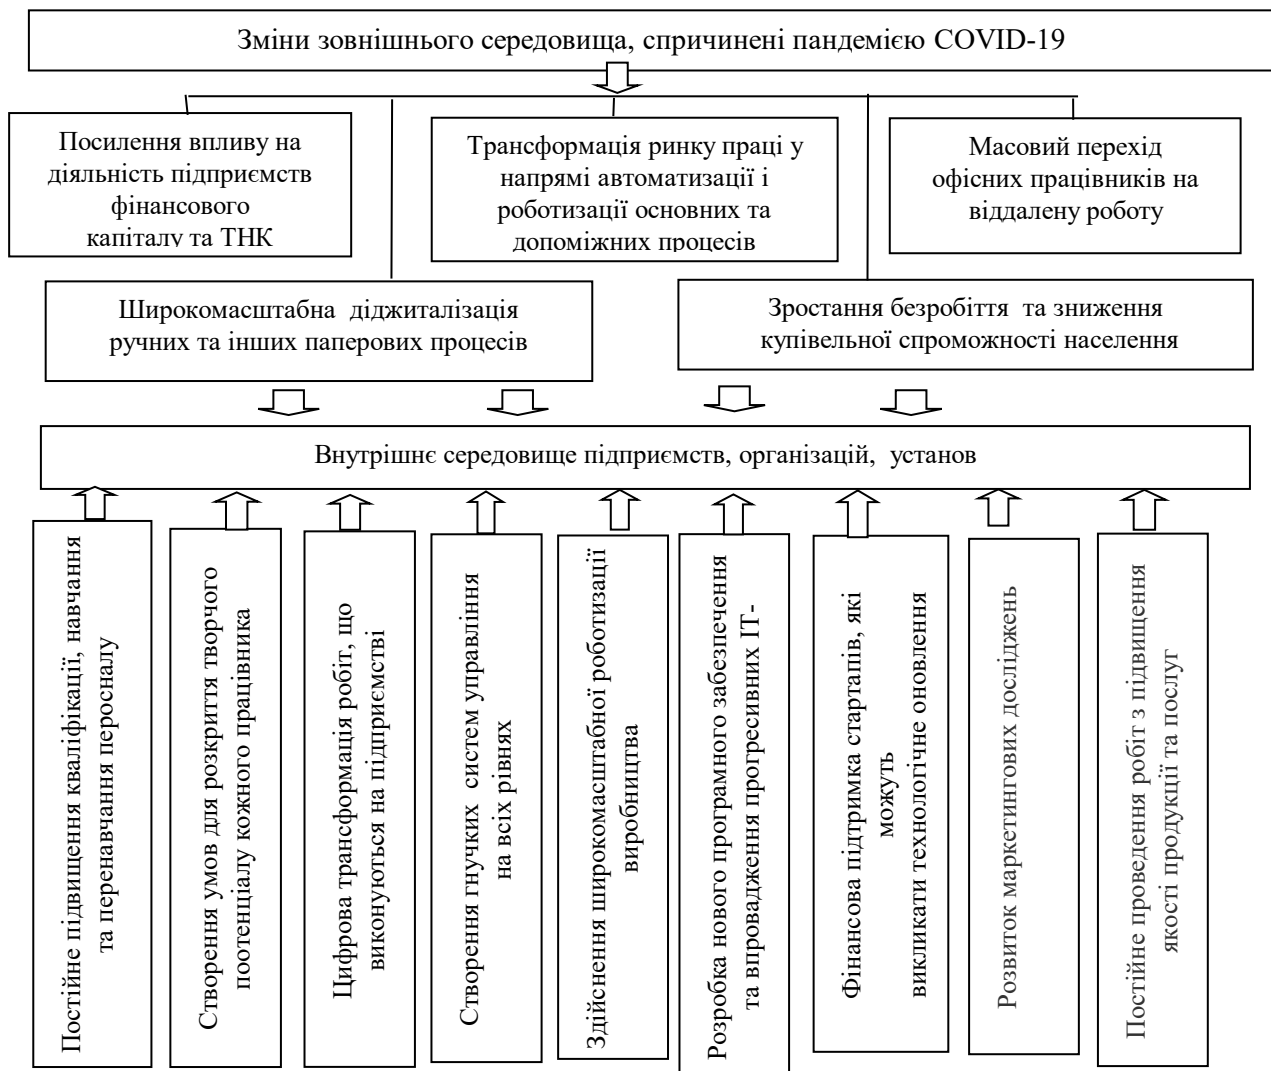 Зміни зовнішнього середовища, спричинені пандемією COVID-19
Посилення впливу на
діяльність підприємств
фінансового
капіталу та ТНК
Трансформація ринку праці у
напрямі автоматизації і
роботизації основних та
допоміжних процесів
Масовий перехід
офісних працівників на
віддалену роботу
Широкомасштабна діджиталізація
ручних та інших паперових процесів
Зростання безробіття та зниження
купівельної спроможності населення
Внутрішнє середовище підприємств, організацій, установ
Постійне підвищення кваліфікації, навчання
та перенавчання перосналу
Створення умов для розкриття творчого
поотенціалу кожного працівника
Цифрова трансформація робіт, що
виконуються на підприємстві
Створення гнучких систем управління
на всіх рівнях
Здійснення широкомасштабної роботизації
виробництва
Розробка нового програмного забезпечення
та впровадження прогресивних ІТ-
Фінансова підтримка стартапів, які
можуть
викликати технологічне оновлення
Розвиток маркетингових досліджень
Постійне проведення робіт з підвищення
якості продукції та послуг